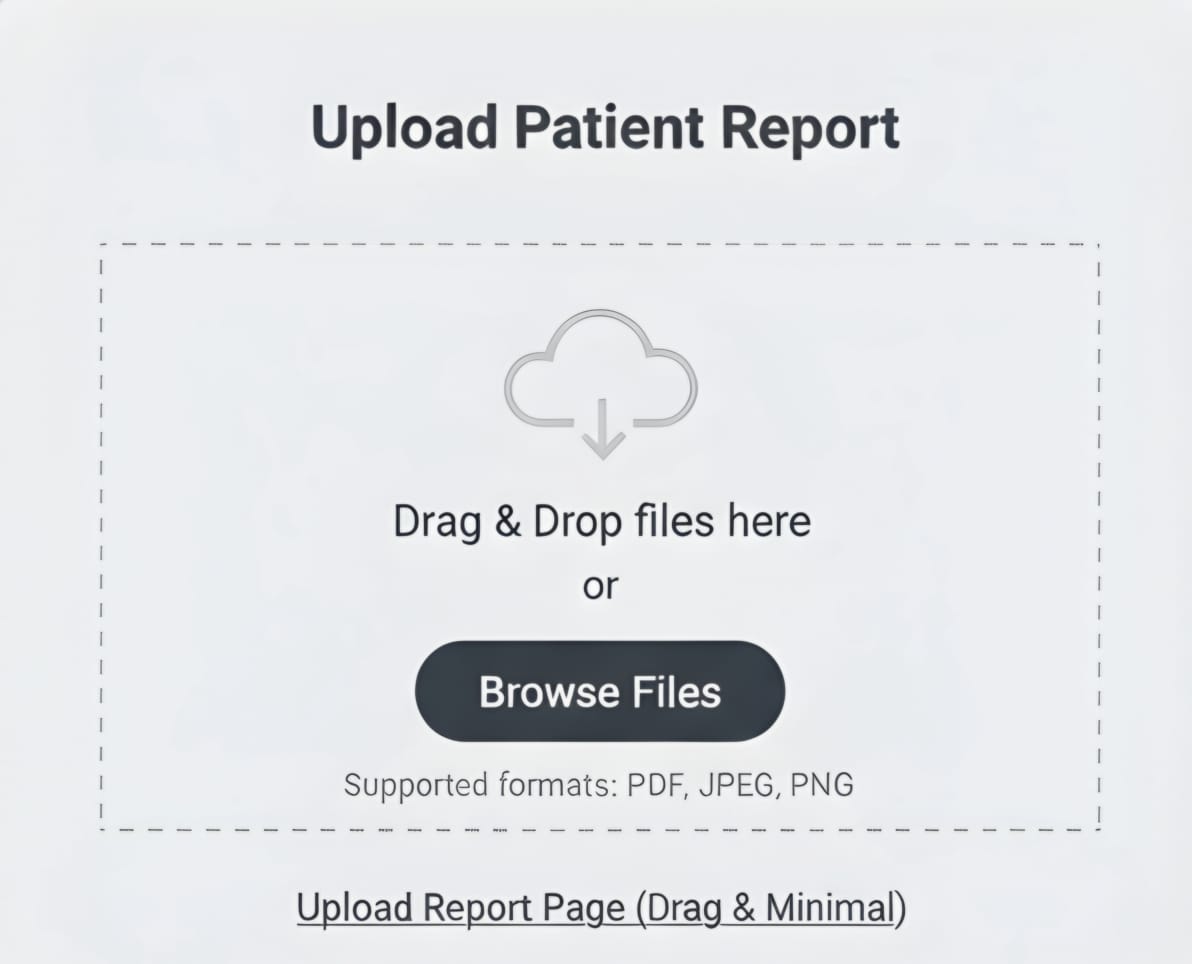 Upload Patient Report
Drag & Drop files here
or
Browse Files
Supported formats: PDF, JPEG, PNG
Upload Report Page (Drag & Minimal)